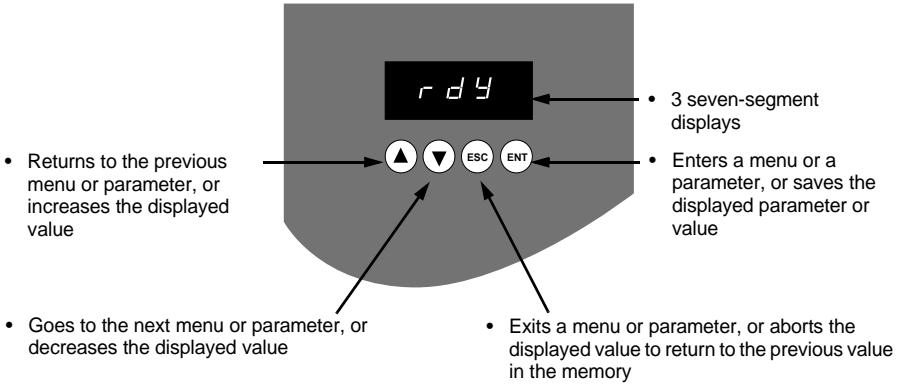 rdY
• 3 seven-segment
displays
ESC ENT
• Returns to the previous
menu or parameter, or
increases the displayed
value
• Enters a menu or a
parameter, or saves the
displayed parameter or
value
• Goes to the next menu or parameter, or
decreases the displayed value
• Exits a menu or parameter, or aborts the
displayed value to return to the previous value
in the memory